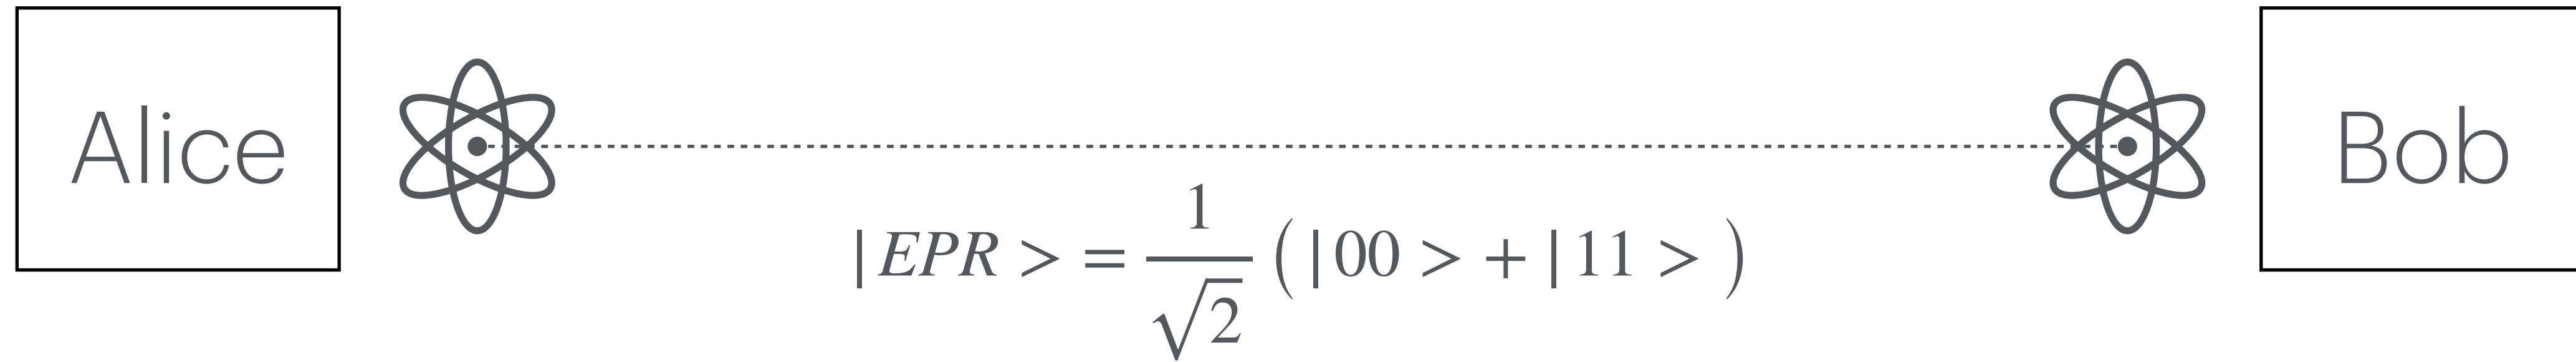 Alice
Bob
|EPR > = 1/√2 ( |00 > + |11 > )